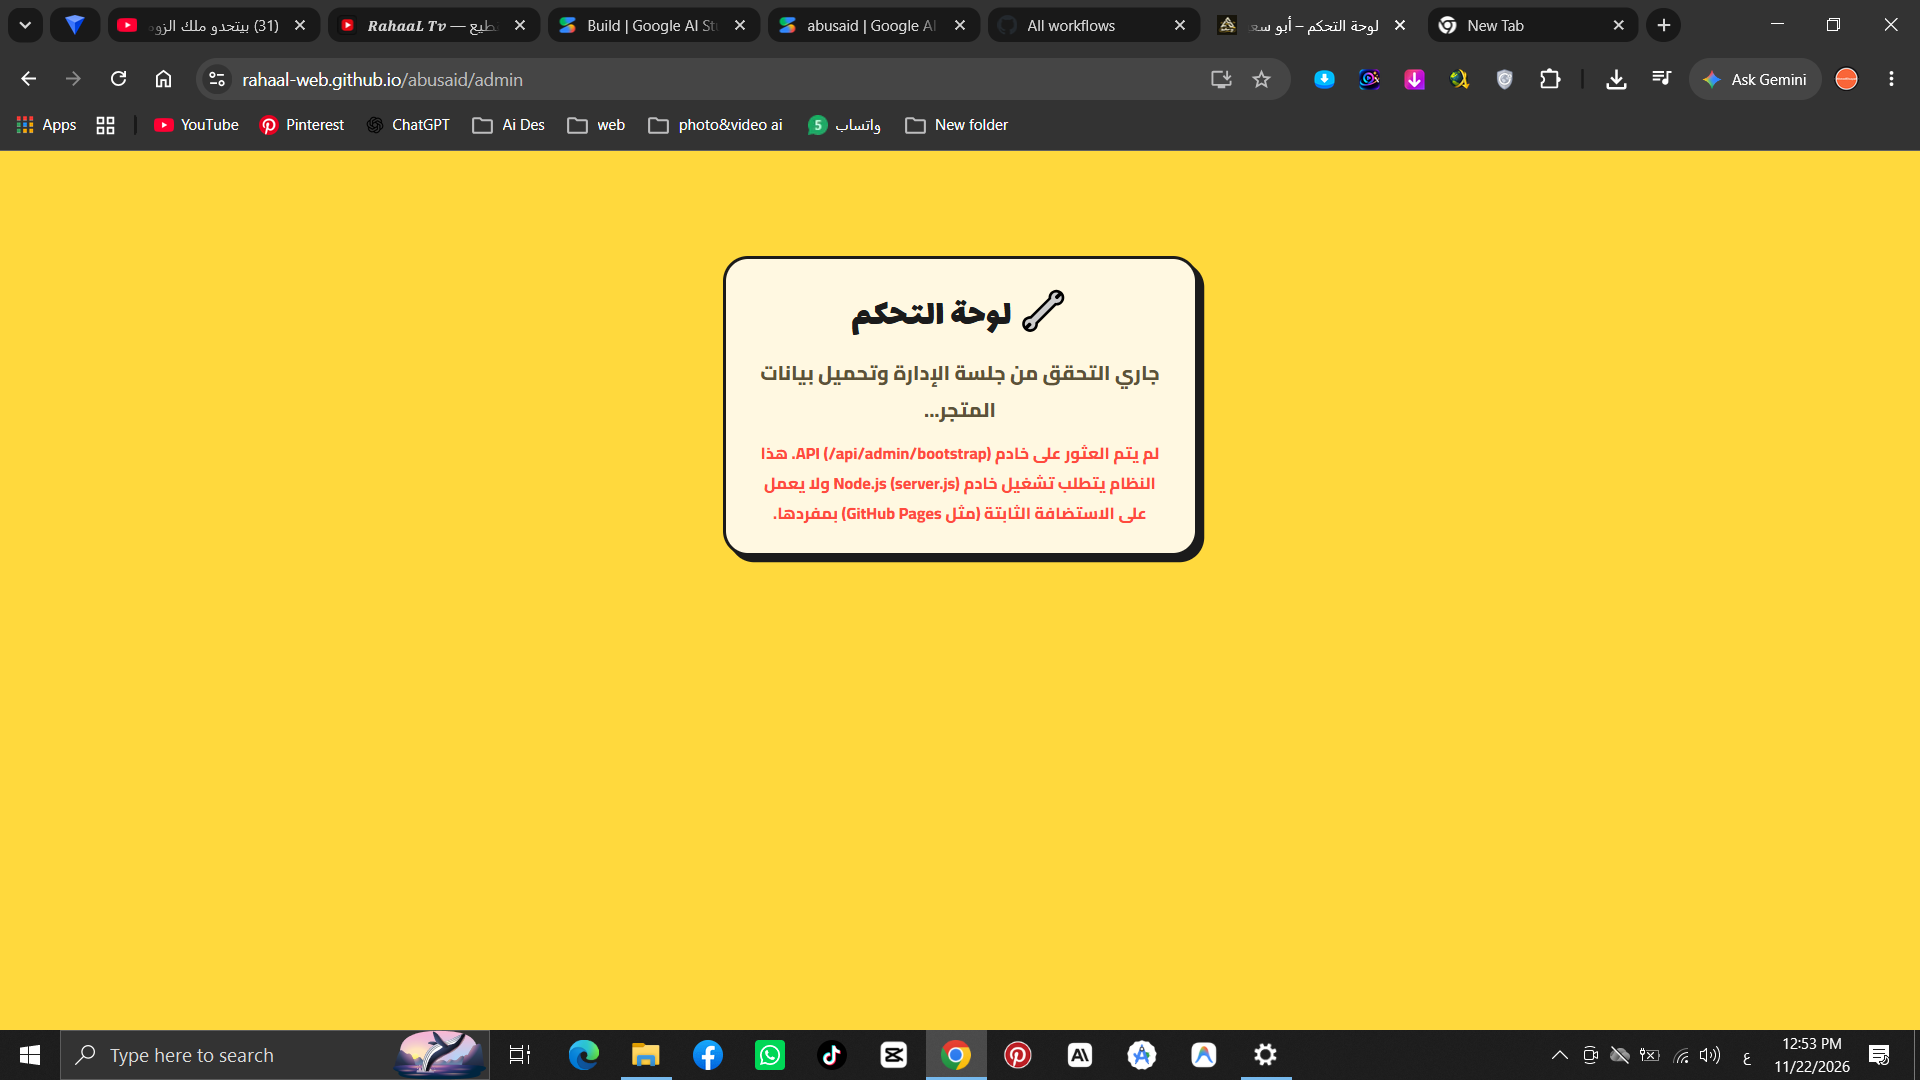 (31) بيتحدو ملك الزوم
RahaaL Tv — تطبيع
Build | Google AI St
abusaid | Google AI
All workflows
لوحة التحكم – أبو سع
New Tab
rahaal-web.github.io/abusaid/admin
Ask Gemini
Apps
YouTube
Pinterest
ChatGPT
Ai Des
web
photo&video ai
5
واتساب
New folder
لوحة التحكم
جاري التحقق من جلسة الإدارة وتحميل بيانات
المتجر...
لم يتم العثور على خادم API (/api/admin/bootstrap). هذا
النظام يتطلب تشغيل خادم Node.js (server.js) ولا يعمل
على الاستضافة الثابتة (مثل GitHub Pages) بمفردها.
Type here to search
ع
12:53 PM
11/22/2026